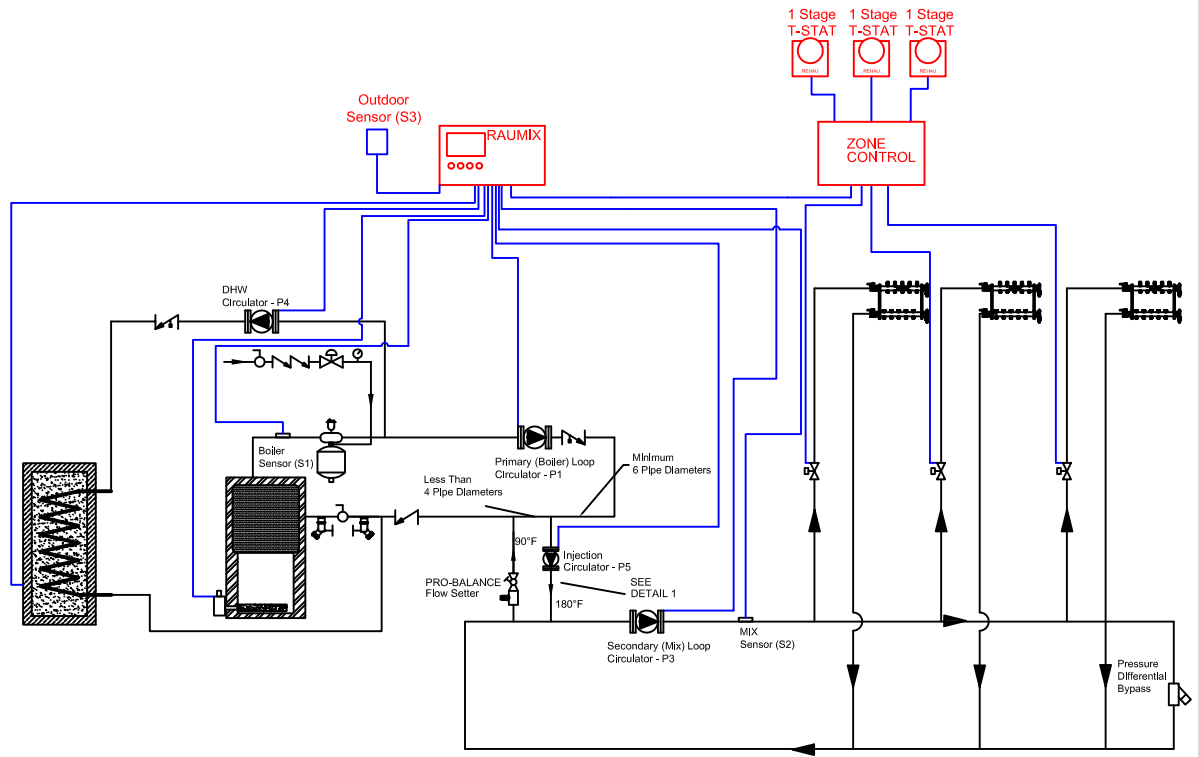 1 Stage
T-STAT
1 Stage
T-STAT
1 Stage
T-STAT
REHAU
REHAU
REHAU
Outdoor
Sensor (S3)
RAUMIX
ZONE
CONTROL
DHW
Circulator - P4
Boiler
Sensor (S1)
Primary (Boiler) Loop
Circulator - P1
Minimum
6 Pipe Diameters
Less Than
4 Pipe Diameters
90°F
Injection
Circulator - P5
PRO-BALANCE
Flow Setter
SEE
DETAIL 1
180°F
Secondary (Mix) Loop
Circulator - P3
MIX
Sensor (S2)
Pressure
Differential
Bypass